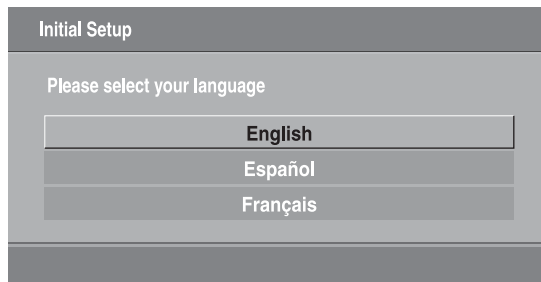 Initial Setup
Please select your language
English
Español
Français